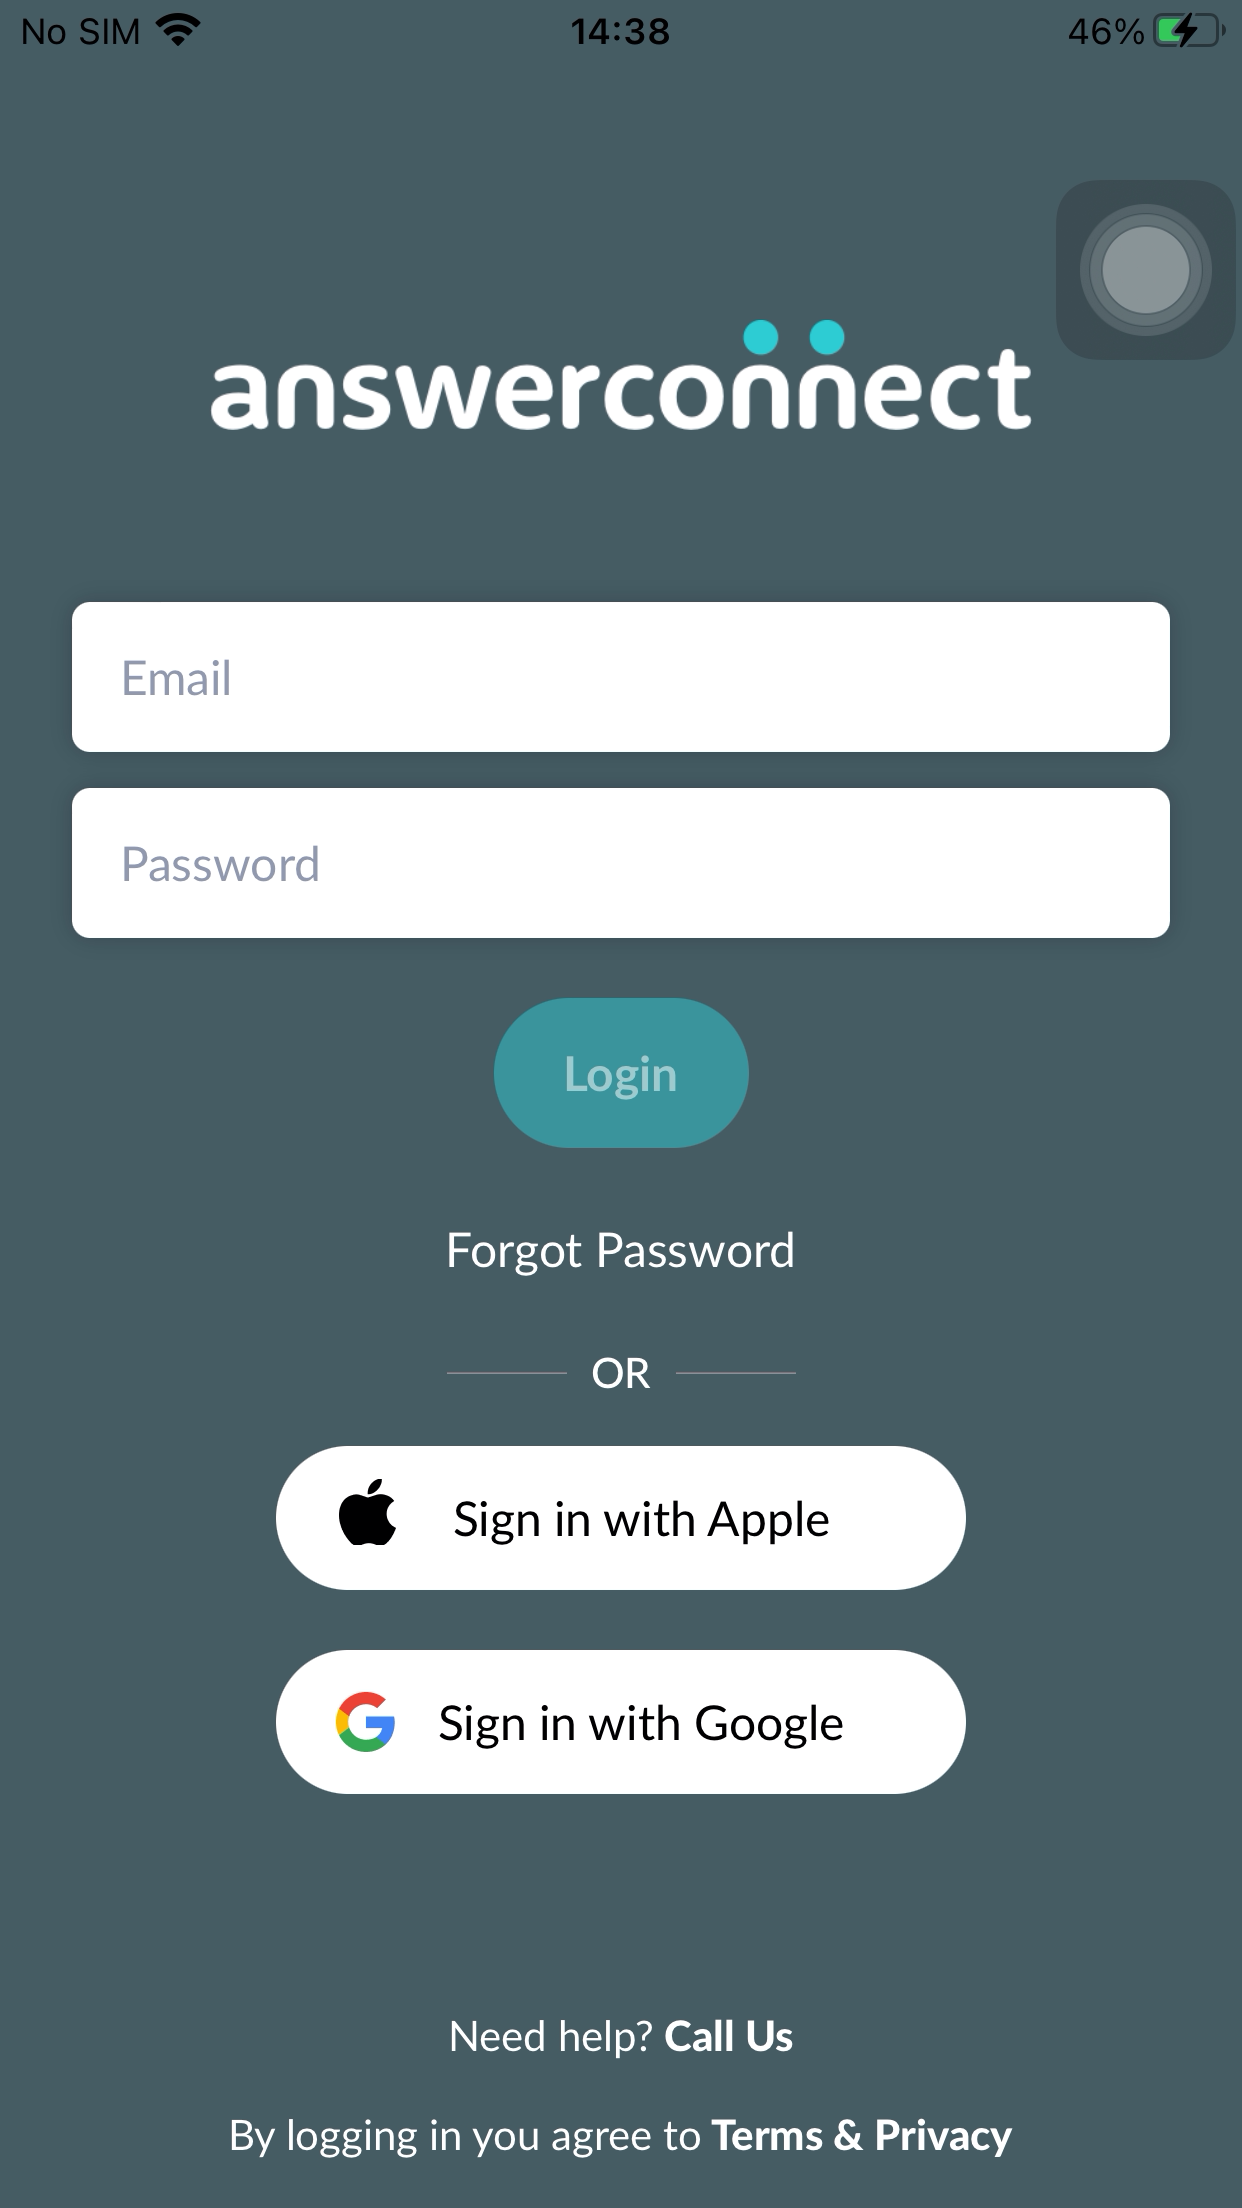 No SIM 14:38 46%
answerconnect
Email
Password
Login
Forgot Password
OR
Sign in with Apple
Sign in with Google
Need help? Call Us
By logging in you agree to Terms & Privacy